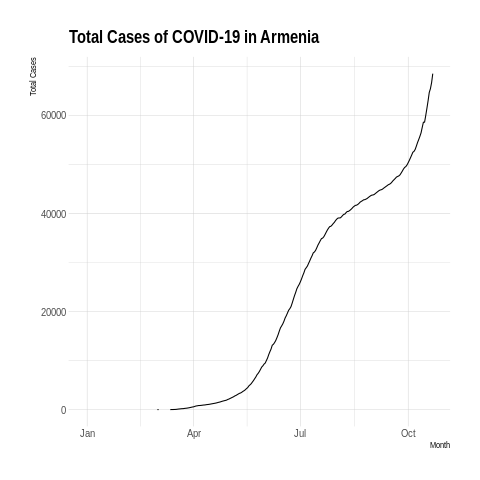 Total Cases of COVID-19 in Armenia
Total Cases
60000
40000
20000
0
Jan Apr Jul Oct
Month